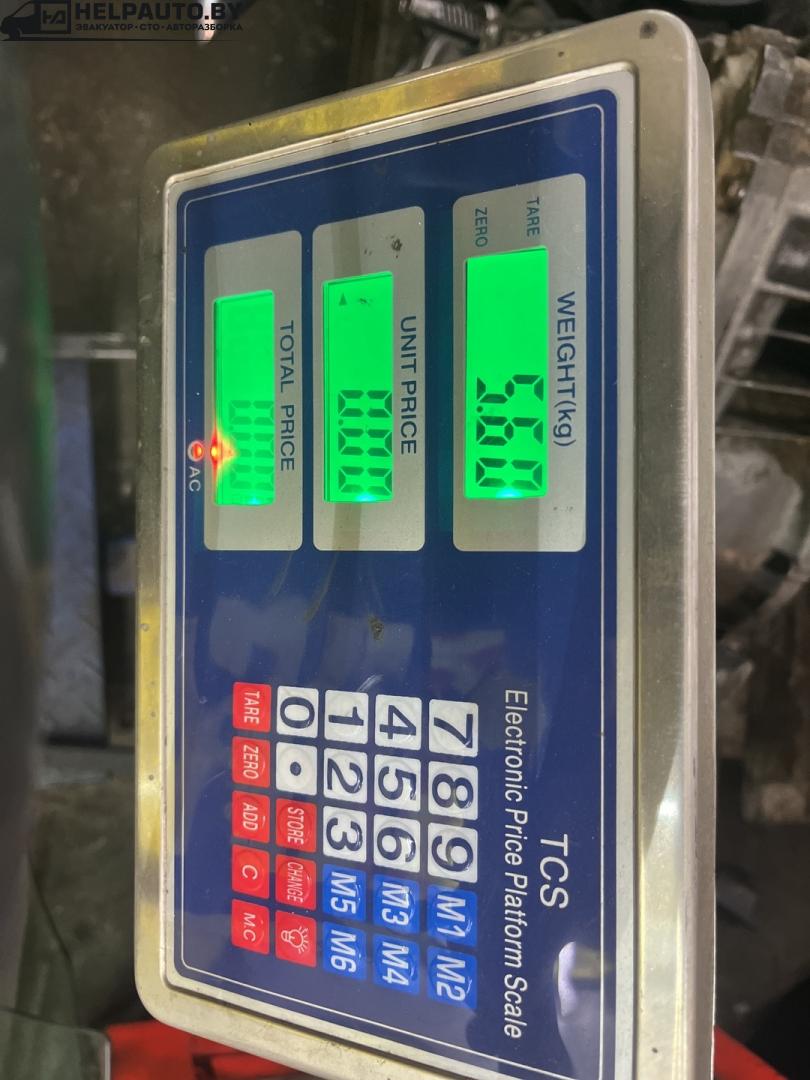 HELPAUTO.BY
ЭВАКУАТОР • СТО • АВТОРАЗБОРКА
WEIGHT(kg)
TARE
ZERO
5.60
UNIT PRICE
0.00
TOTAL PRICE
0.00
AC
TCS
Electronic Price Platform Scale
7 8 9 M1 M2
4 5 6 M3 M4
1 2 3 M5 M6
0 • STORE CHANGE
TARE ZERO ADD C M.C